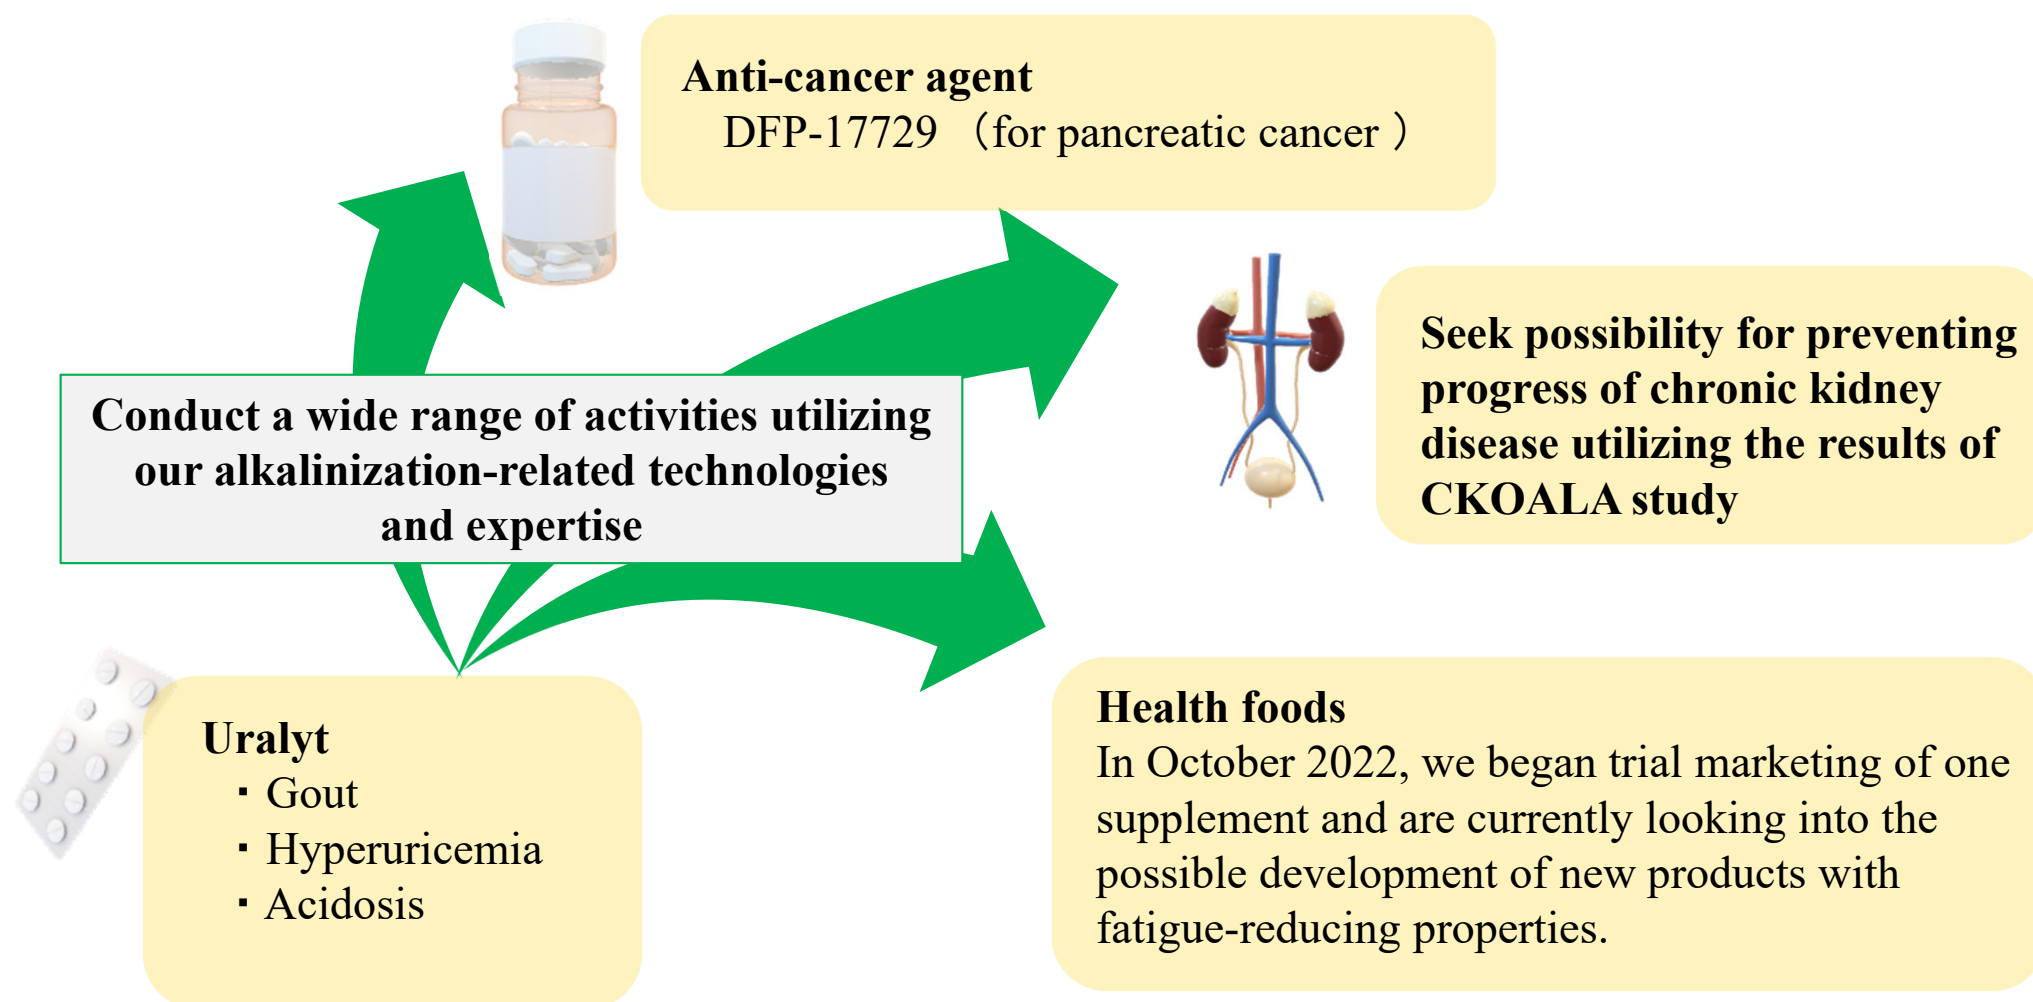 Anti-cancer agent
DFP-17729 （for pancreatic cancer ）
Seek possibility for preventing
progress of chronic kidney
disease utilizing the results of
CKOALA study
Conduct a wide range of activities utilizing
our alkalinization-related technologies
and expertise
Uralyt
・Gout
・Hyperuricemia
・Acidosis
Health foods
In October 2022, we began trial marketing of one
supplement and are currently looking into the
possible development of new products with
fatigue-reducing properties.